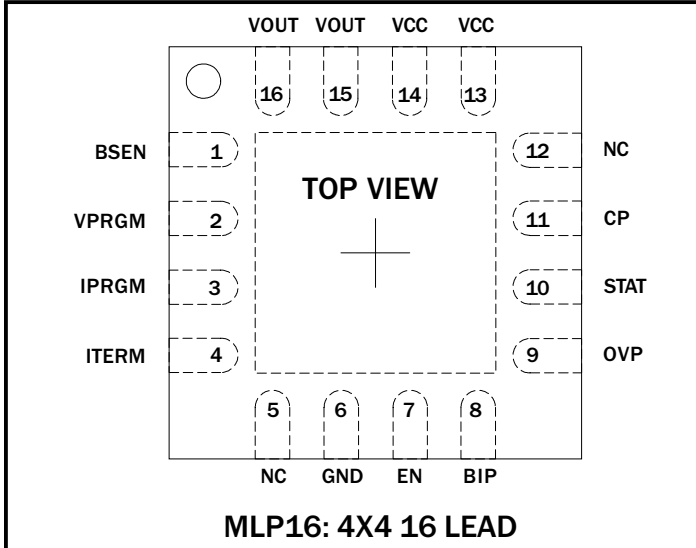 VOUT VOUT VCC VCC
16 15 14 13
BSEN 1 12 NC
TOP VIEW
VPRGM 2 11 CP
IPRGM 3 10 STAT
ITERM 4 9 OVP
5 6 7 8
NC GND EN BIP
MLP16: 4X4 16 LEAD